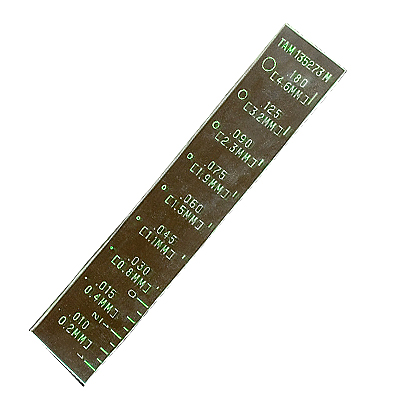 TAM135273M
.180
[4.6MM]
.125
[3.2MM]
.090
[2.3MM]
.075
[1.9MM]
.060
[1.5MM]
.045
[1.1MM]
.030
[0.8MM]
.015
0.4MM]
.010
0.2MM]